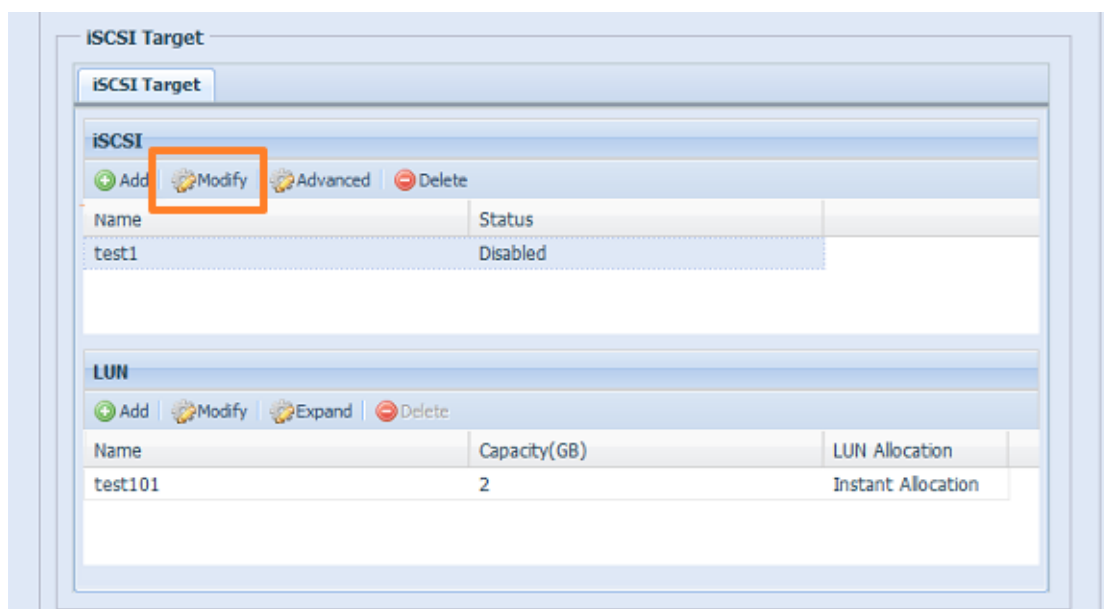 iSCSI Target
iSCSI Target
iSCSI
Add Modify Advanced Delete
Name Status
test1 Disabled
LUN
Add Modify Expand Delete
Name Capacity(GB) LUN Allocation
test101 2 Instant Allocation